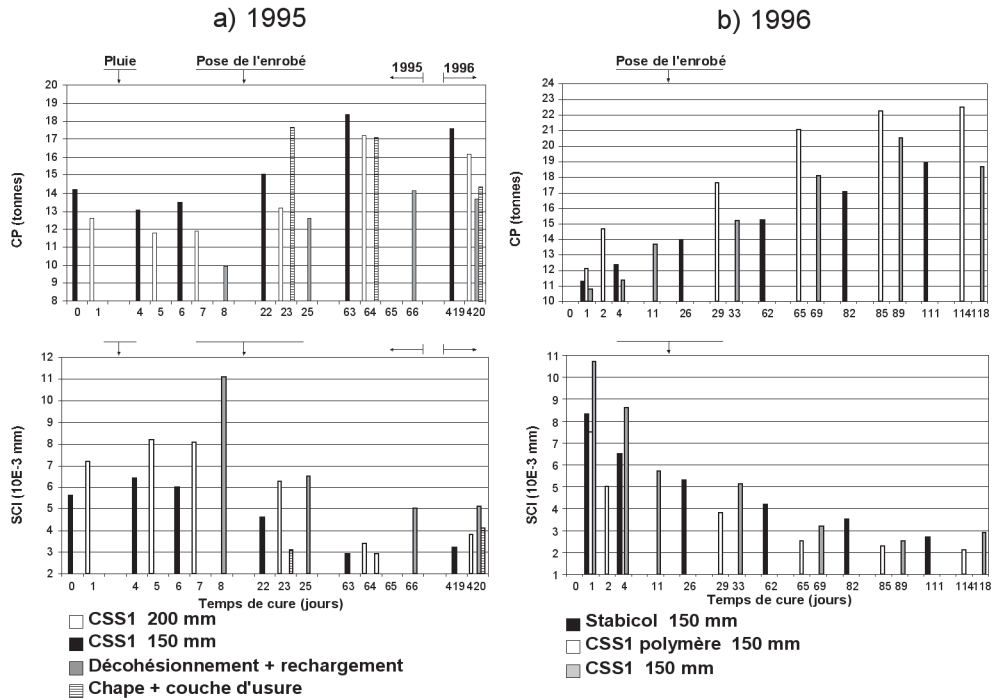 a) 1995
b) 1996
Pluie
Pose de l'enrobé
1995
1996
20
19
18
17
16
15
14
13
12
11
10
9
8
CP (tonnes)
0 1 4 5 6 7 8 22 23 25 63 64 65 66 419 420
12
11
10
9
8
7
6
5
4
3
2
SCI (10E-3 mm)
0 1 4 5 6 7 8 22 23 25 63 64 65 66 419 420
Temps de cure (jours)
CSS1 200 mm
CSS1 150 mm
Décohésionnement + rechargement
Chape + couche d'usure
Pose de l'enrobé
24
23
22
21
20
19
18
17
16
15
14
13
12
11
10
CP (tonnes)
0 1 2 4 11 26 29 33 62 65 69 82 85 89 111 114 118
11
10
9
8
7
6
5
4
3
2
1
SCI (10E-3 mm)
0 1 2 4 11 26 29 33 62 65 69 82 85 89 111 114 118
Temps de cure (jours)
Stabicol 150 mm
CSS1 polymère 150 mm
CSS1 150 mm